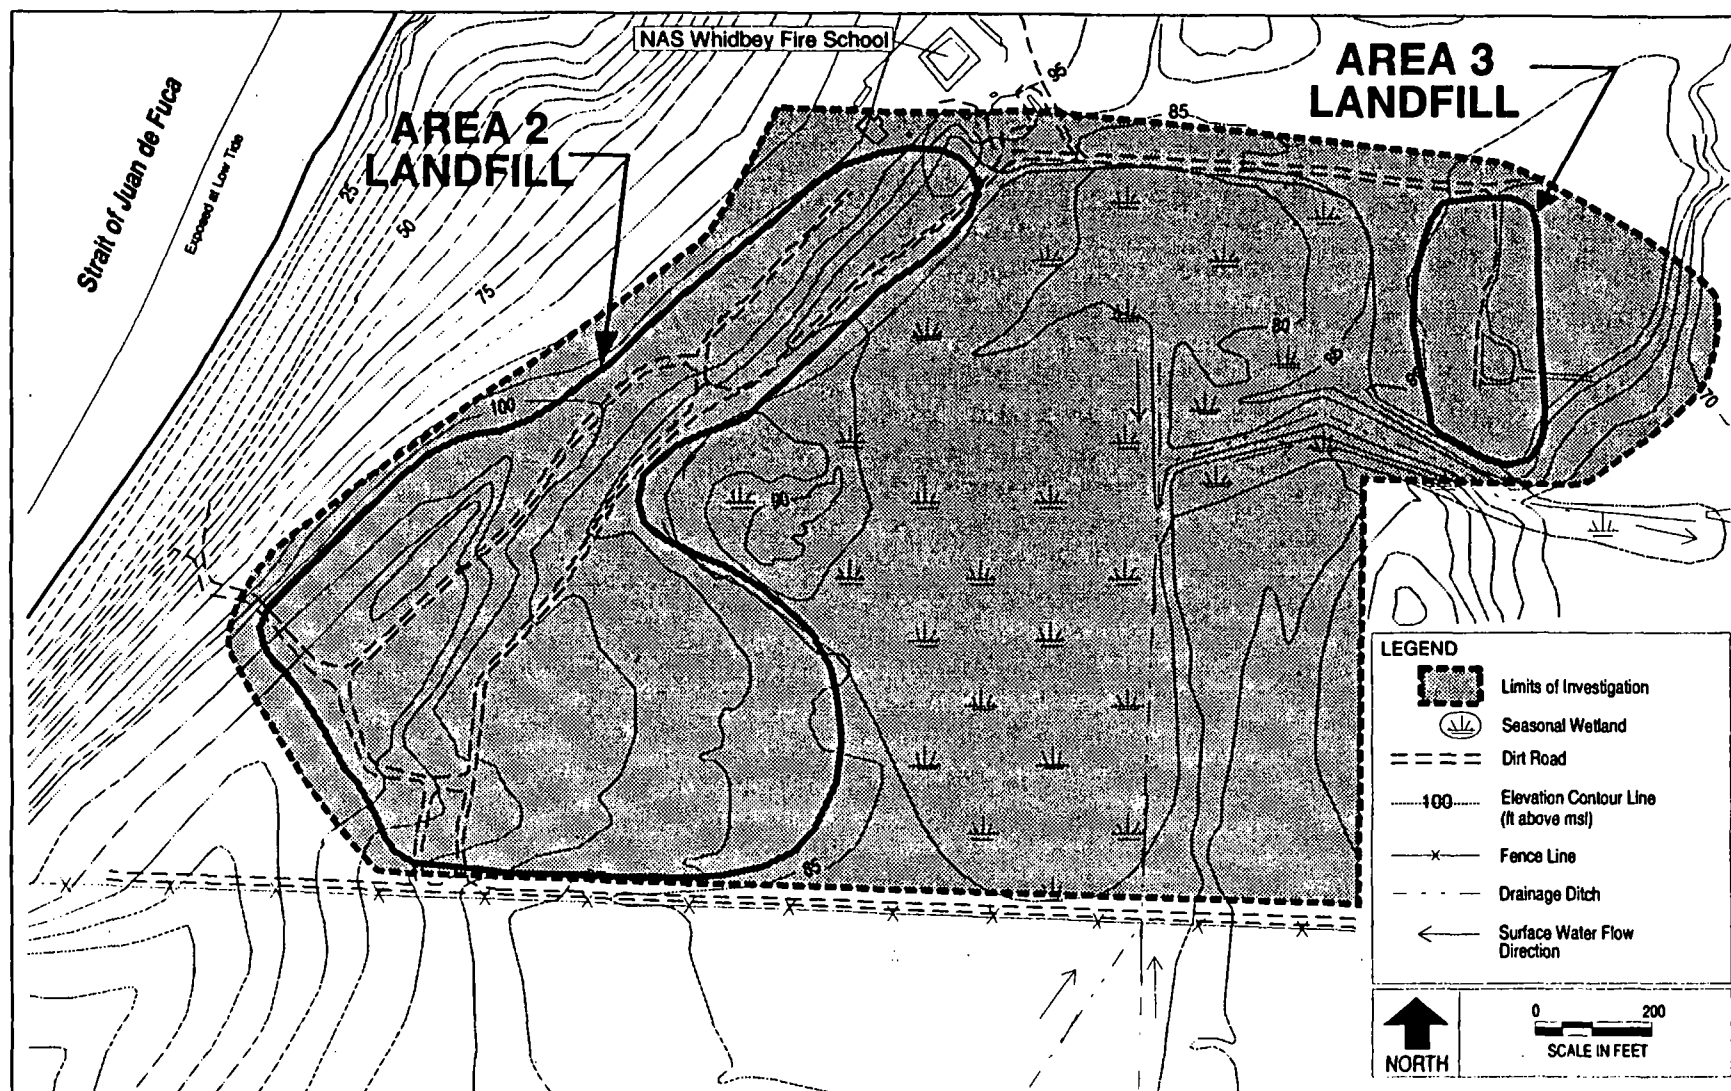 NAS Whidbey Fire School
95
AREA 3
LANDFILL
85
Strait of Juan de Fuca
Exposed at Low Tide
AREA 2
LANDFILL
25
50
75
100
80
85
70
90
85
LEGEND
Limits of Investigation
Seasonal Wetland
Dirt Road
100
Elevation Contour Line
(ft above msl)
Fence Line
Drainage Ditch
Surface Water Flow
Direction
NORTH
0 200
SCALE IN FEET